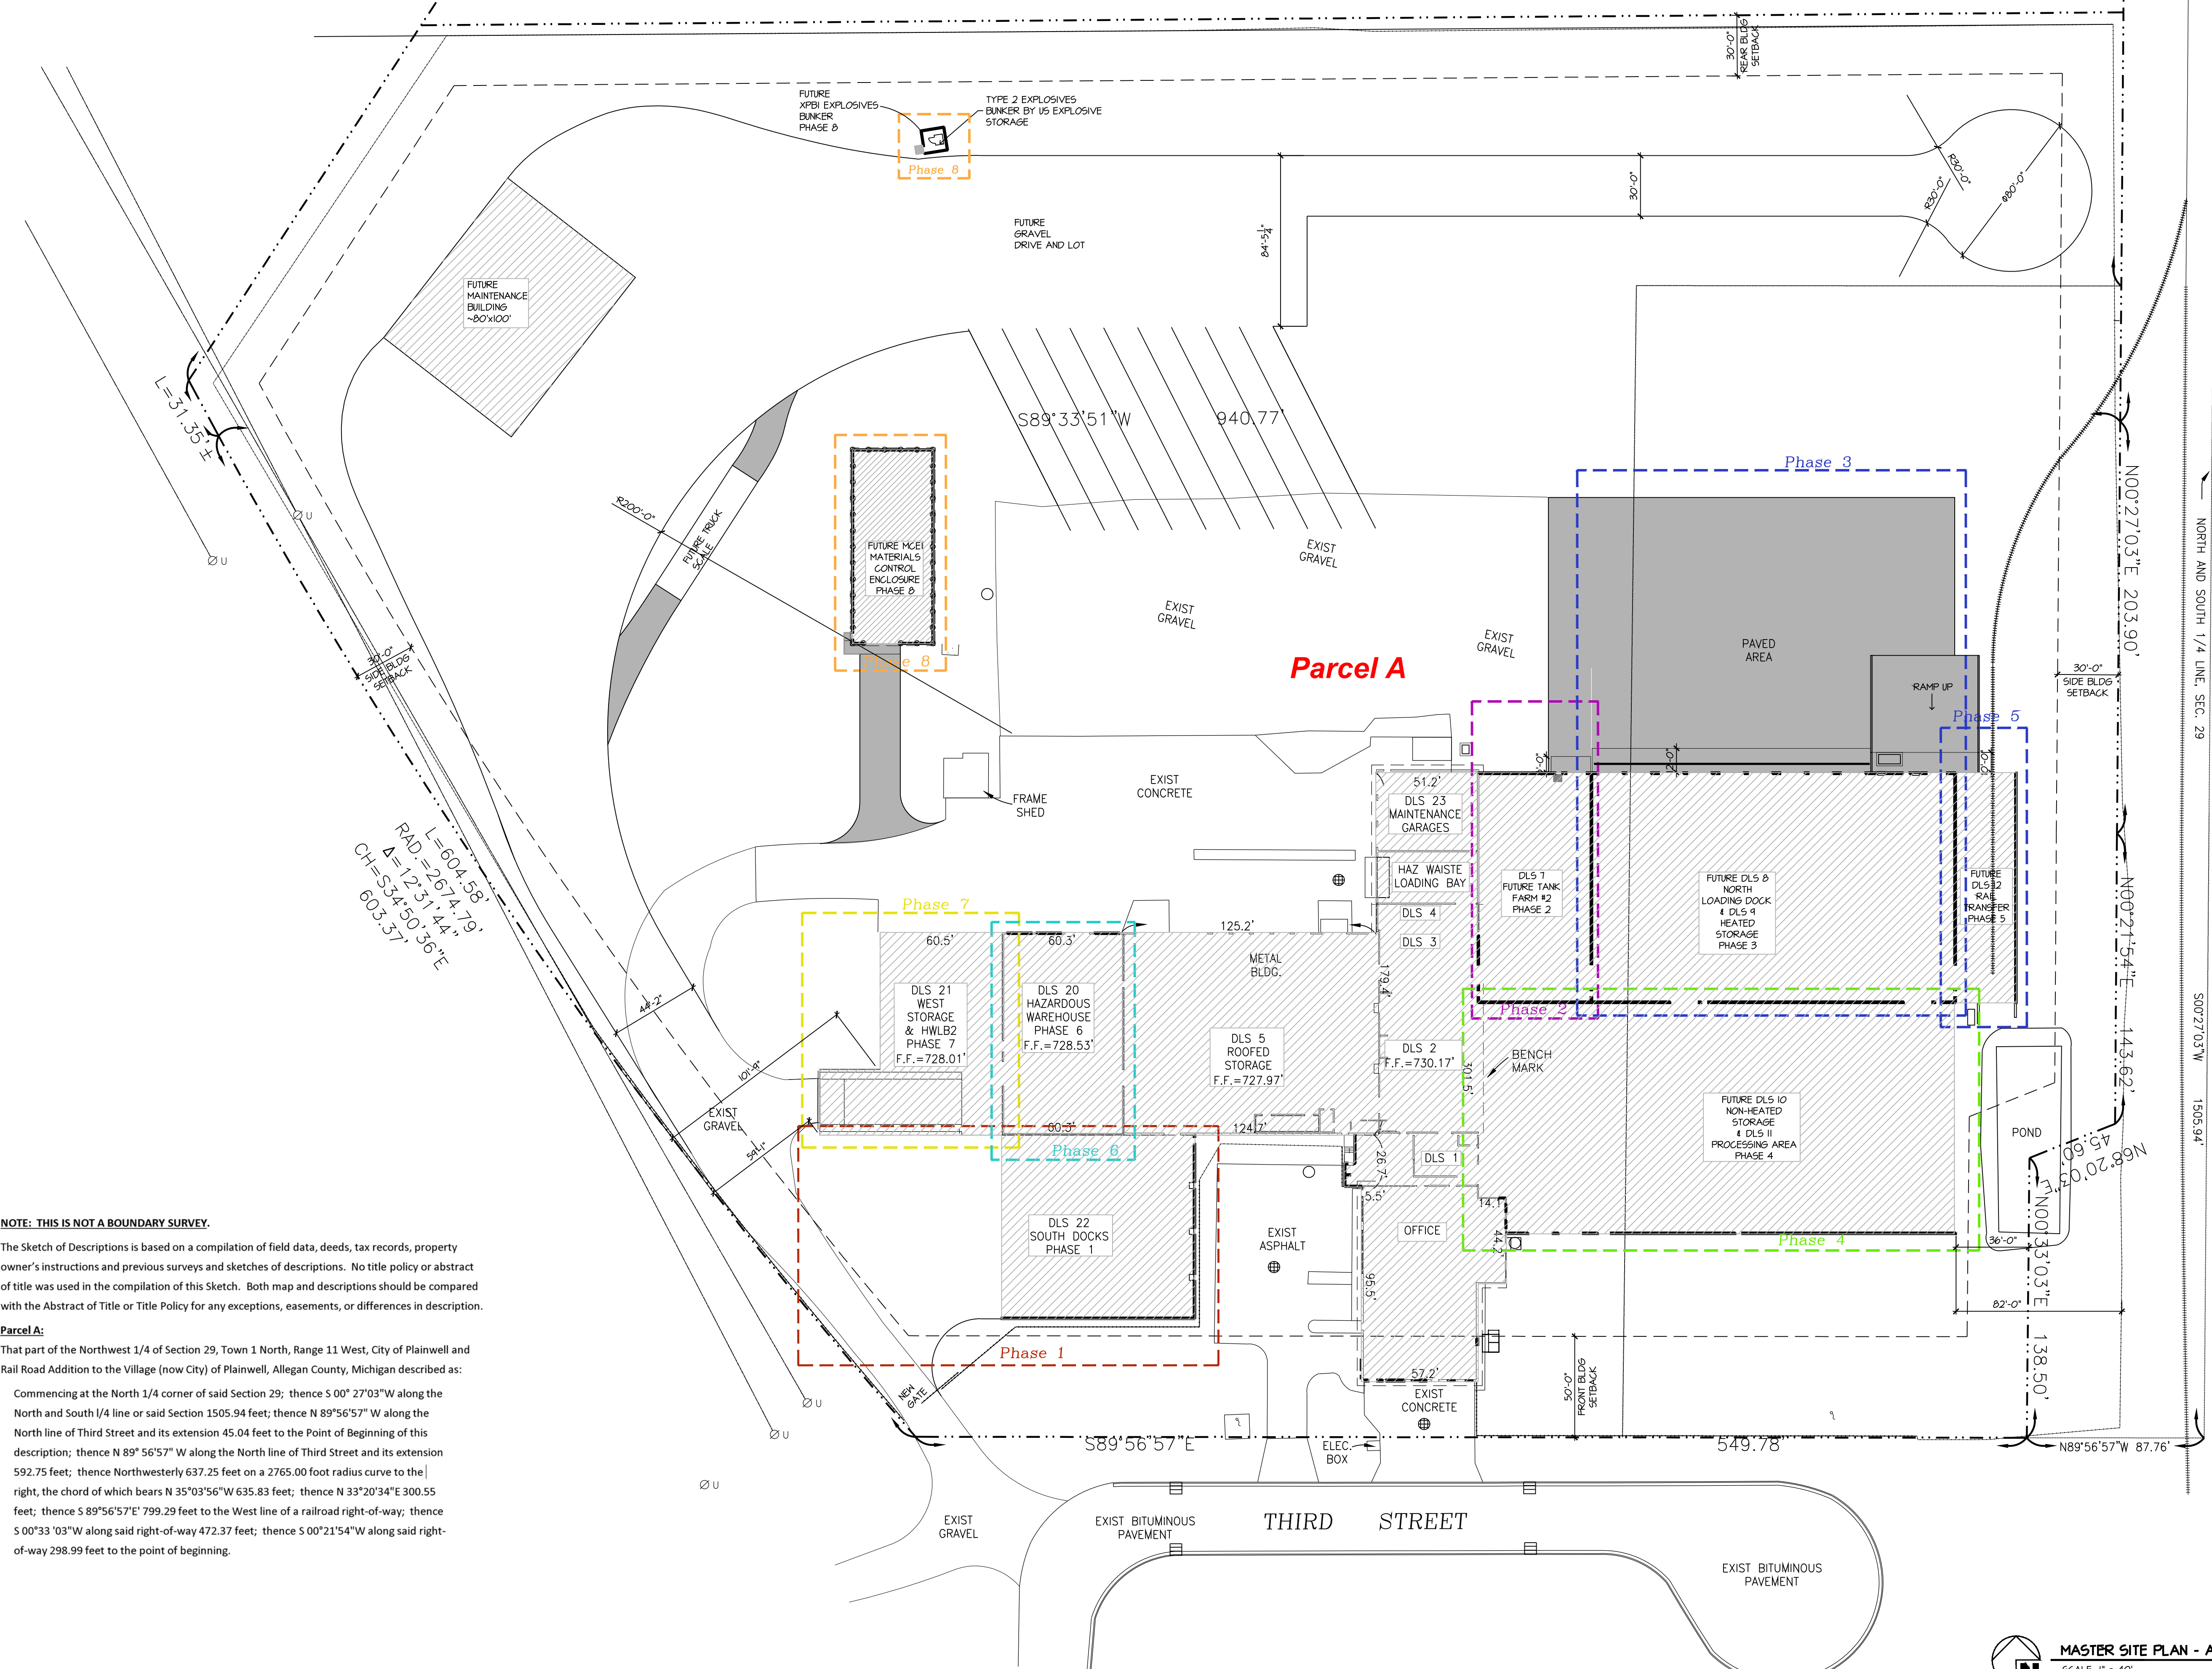 30'-0"
REAR BLDG
SETBACK
FUTURE
XPB1 EXPLOSIVES
BUNKER
PHASE 8
TYPE 2 EXPLOSIVES
BUNKER BY US EXPLOSIVE
STORAGE
Phase 8
FUTURE
GRAVEL
DRIVE AND LOT
84'-5¼"
30'-0"
R30'-0"
R30'-0"
Ø80'-0"
FUTURE
MAINTENANCE
BUILDING
~80'x100'
L=31.35'±
S89°33'51"W 940.77'
Phase 3
N00°27'03"E 203.90'
NORTH AND SOUTH 1/4 LINE, SEC. 29
S00°27'03"W 1505.94'
U
U
R200'-0"
FUTURE TRUCK
SCALE
FUTURE MCE1
MATERIALS
CONTROL
ENCLOSURE
PHASE 8
Phase 8
EXIST
GRAVEL
EXIST
GRAVEL
EXIST
GRAVEL
Parcel A
PAVED
AREA
RAMP UP
Phase 5
30'-0"
SIDE BLDG
SETBACK
30'-0"
SIDE BLDG
SETBACK
12'-0"
EXIST
CONCRETE
FRAME
SHED
51.2'
DLS 23
MAINTENANCE
GARAGES
HAZ WAISTE
LOADING BAY
DLS 4
DLS 3
DLS 7
FUTURE TANK
FARM #2
PHASE 2
FUTURE DLS 8
NORTH
LOADING DOCK
& DLS 9
HEATED
STORAGE
PHASE 3
FUTURE
DLS 12
RAIL
TRANSFER
PHASE 5
L=604.58'
RAD.=2674.79'
Δ=12°31'44"
CH=S34°50'36"E
603.37'
N00°21'54"E 143.62'
Phase 7
60.5'
60.3'
125.2'
METAL
BLDG.
179.4'
Phase 2
DLS 21
WEST
STORAGE
& HWLB2
PHASE 7
F.F.=728.01'
DLS 20
HAZARDOUS
WAREHOUSE
PHASE 6
F.F.=728.53'
DLS 5
ROOFED
STORAGE
F.F.=727.97'
DLS 2
F.F.=730.17'
301.5'
BENCH
MARK
44'-2"
101'-9"
59'-1"
EXIST
GRAVEL
FUTURE DLS 10
NON-HEATED
STORAGE
& DLS 11
PROCESSING AREA
PHASE 4
POND
N68°20'03"E
45.60'
60.3'
124.7'
Phase 6
DLS 1
26.7'
5.5'
14.1'
44.2'
OFFICE
95.5'
57.2'
DLS 22
SOUTH DOCKS
PHASE 1
EXIST
ASPHALT
Phase 4
36'-0"
82'-0"
N00°33'03"E 138.50'
Phase 1
NEW
GATE
50'-0"
FRONT BLDG
SETBACK
EXIST
CONCRETE
U
U
U
S89°56'57"E 549.78'
ELEC.
BOX
N89°56'57"W 87.76'
EXIST
GRAVEL
EXIST BITUMINOUS
PAVEMENT
THIRD STREET
EXIST BITUMINOUS
PAVEMENT
NOTE: THIS IS NOT A BOUNDARY SURVEY.
The Sketch of Descriptions is based on a compilation of field data, deeds, tax records, property
owner's instructions and previous surveys and sketches of descriptions. No title policy or abstract
of title was used in the compilation of this Sketch. Both map and descriptions should be compared
with the Abstract of Title or Title Policy for any exceptions, easements, or differences in description.
Parcel A:
That part of the Northwest 1/4 of Section 29, Town 1 North, Range 11 West, City of Plainwell and
Rail Road Addition to the Village (now City) of Plainwell, Allegan County, Michigan described as:
Commencing at the North 1/4 corner of said Section 29; thence S 00° 27'03"W along the
North and South l/4 line or said Section 1505.94 feet; thence N 89°56'57" W along the
North line of Third Street and its extension 45.04 feet to the Point of Beginning of this
description; thence N 89° 56'57" W along the North line of Third Street and its extension
592.75 feet; thence Northwesterly 637.25 feet on a 2765.00 foot radius curve to the
right, the chord of which bears N 35°03'56"W 635.83 feet; thence N 33°20'34"E 300.55
feet; thence S 89°56'57'E' 799.29 feet to the West line of a railroad right-of-way; thence
S 00°33 '03"W along said right-of-way 472.37 feet; thence S 00°21'54"W along said right-
of-way 298.99 feet to the point of beginning.
MASTER SITE PLAN - A